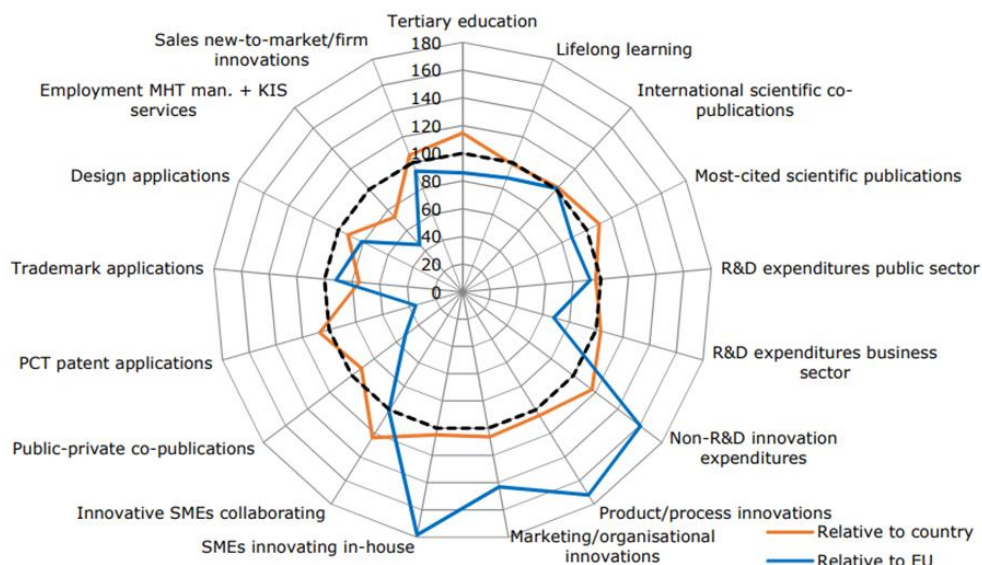 Tertiary education
Lifelong learning
International scientific co-
publications
Most-cited scientific publications
R&D expenditures public sector
R&D expenditures business
sector
Non-R&D innovation
expenditures
Product/process innovations
Marketing/organisational
innovations
SMEs innovating in-house
Innovative SMEs collaborating
Public-private co-publications
PCT patent applications
Trademark applications
Design applications
Employment MHT man. + KIS
services
Sales new-to-market/firm
innovations
180
160
140
120
100
80
60
40
20
0
Relative to country
Relative to EU